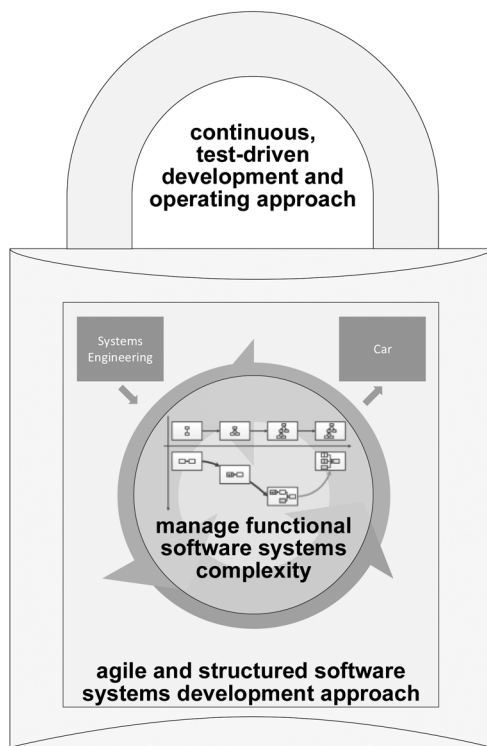 continuous,
test-driven
development and
operating approach
Systems
Engineering
Car
manage functional
software systems
complexity
agile and structured software
systems development approach